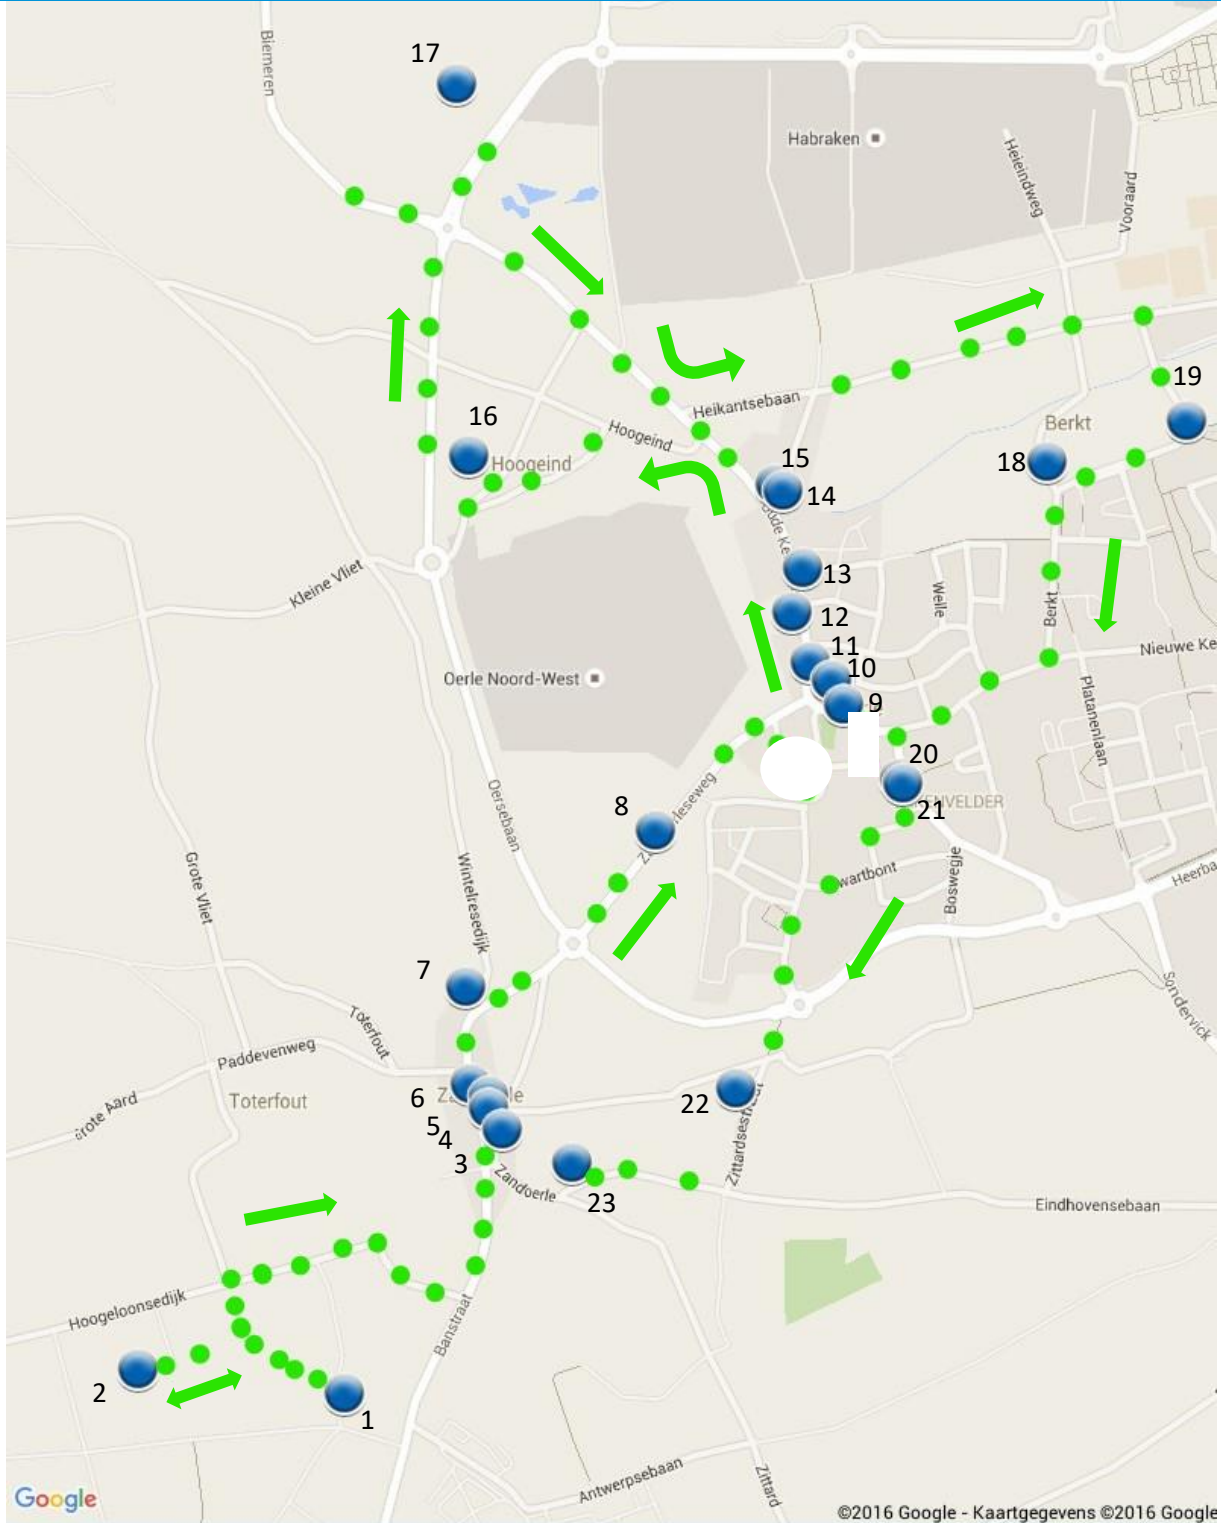 17
Biemeren
Habraken
Heieindweg
Vooraard
19
Heikantsebaan
Berkt
16
Hoogeind
Hoogeind
15
18
14
Kleine Vliet
13
Welle
12
Berkt
11
10
Nieuwe Ke
Oerle Noord-West
9
Platanenlaan
20
Oersebaan
8
21
Grote Vliet
Wintelresedijk
Boswegje
Heerba
7
Sondervick
Toterfout
Paddevenweg
Toterfout
6
22
5
4
3
Zandoerle
23
Zittardsestraat
Eindhovensebaan
Hoogeloonsedijk
Banstraat
2
1
Antwerpsebaan
Zittard
Google
©2016 Google - Kaartgegevens ©2016 Google